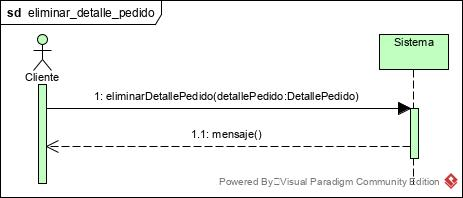 sd eliminar_detalle_pedido
Sistema
Cliente
1: eliminarDetallePedido(detallePedido:DetallePedido)
1.1: mensaje()
Powered By Visual Paradigm Community Edition